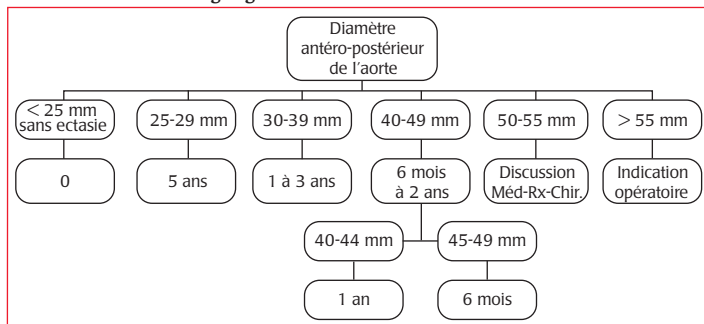 Diamètre
antéro-postérieur
de l'aorte
< 25 mm
sans ectasie
25-29 mm
30-39 mm
40-49 mm
50-55 mm
> 55 mm
0
5 ans
1 à 3 ans
6 mois
à 2 ans
Discussion
Méd-Rx-Chir.
Indication
opératoire
40-44 mm
45-49 mm
1 an
6 mois